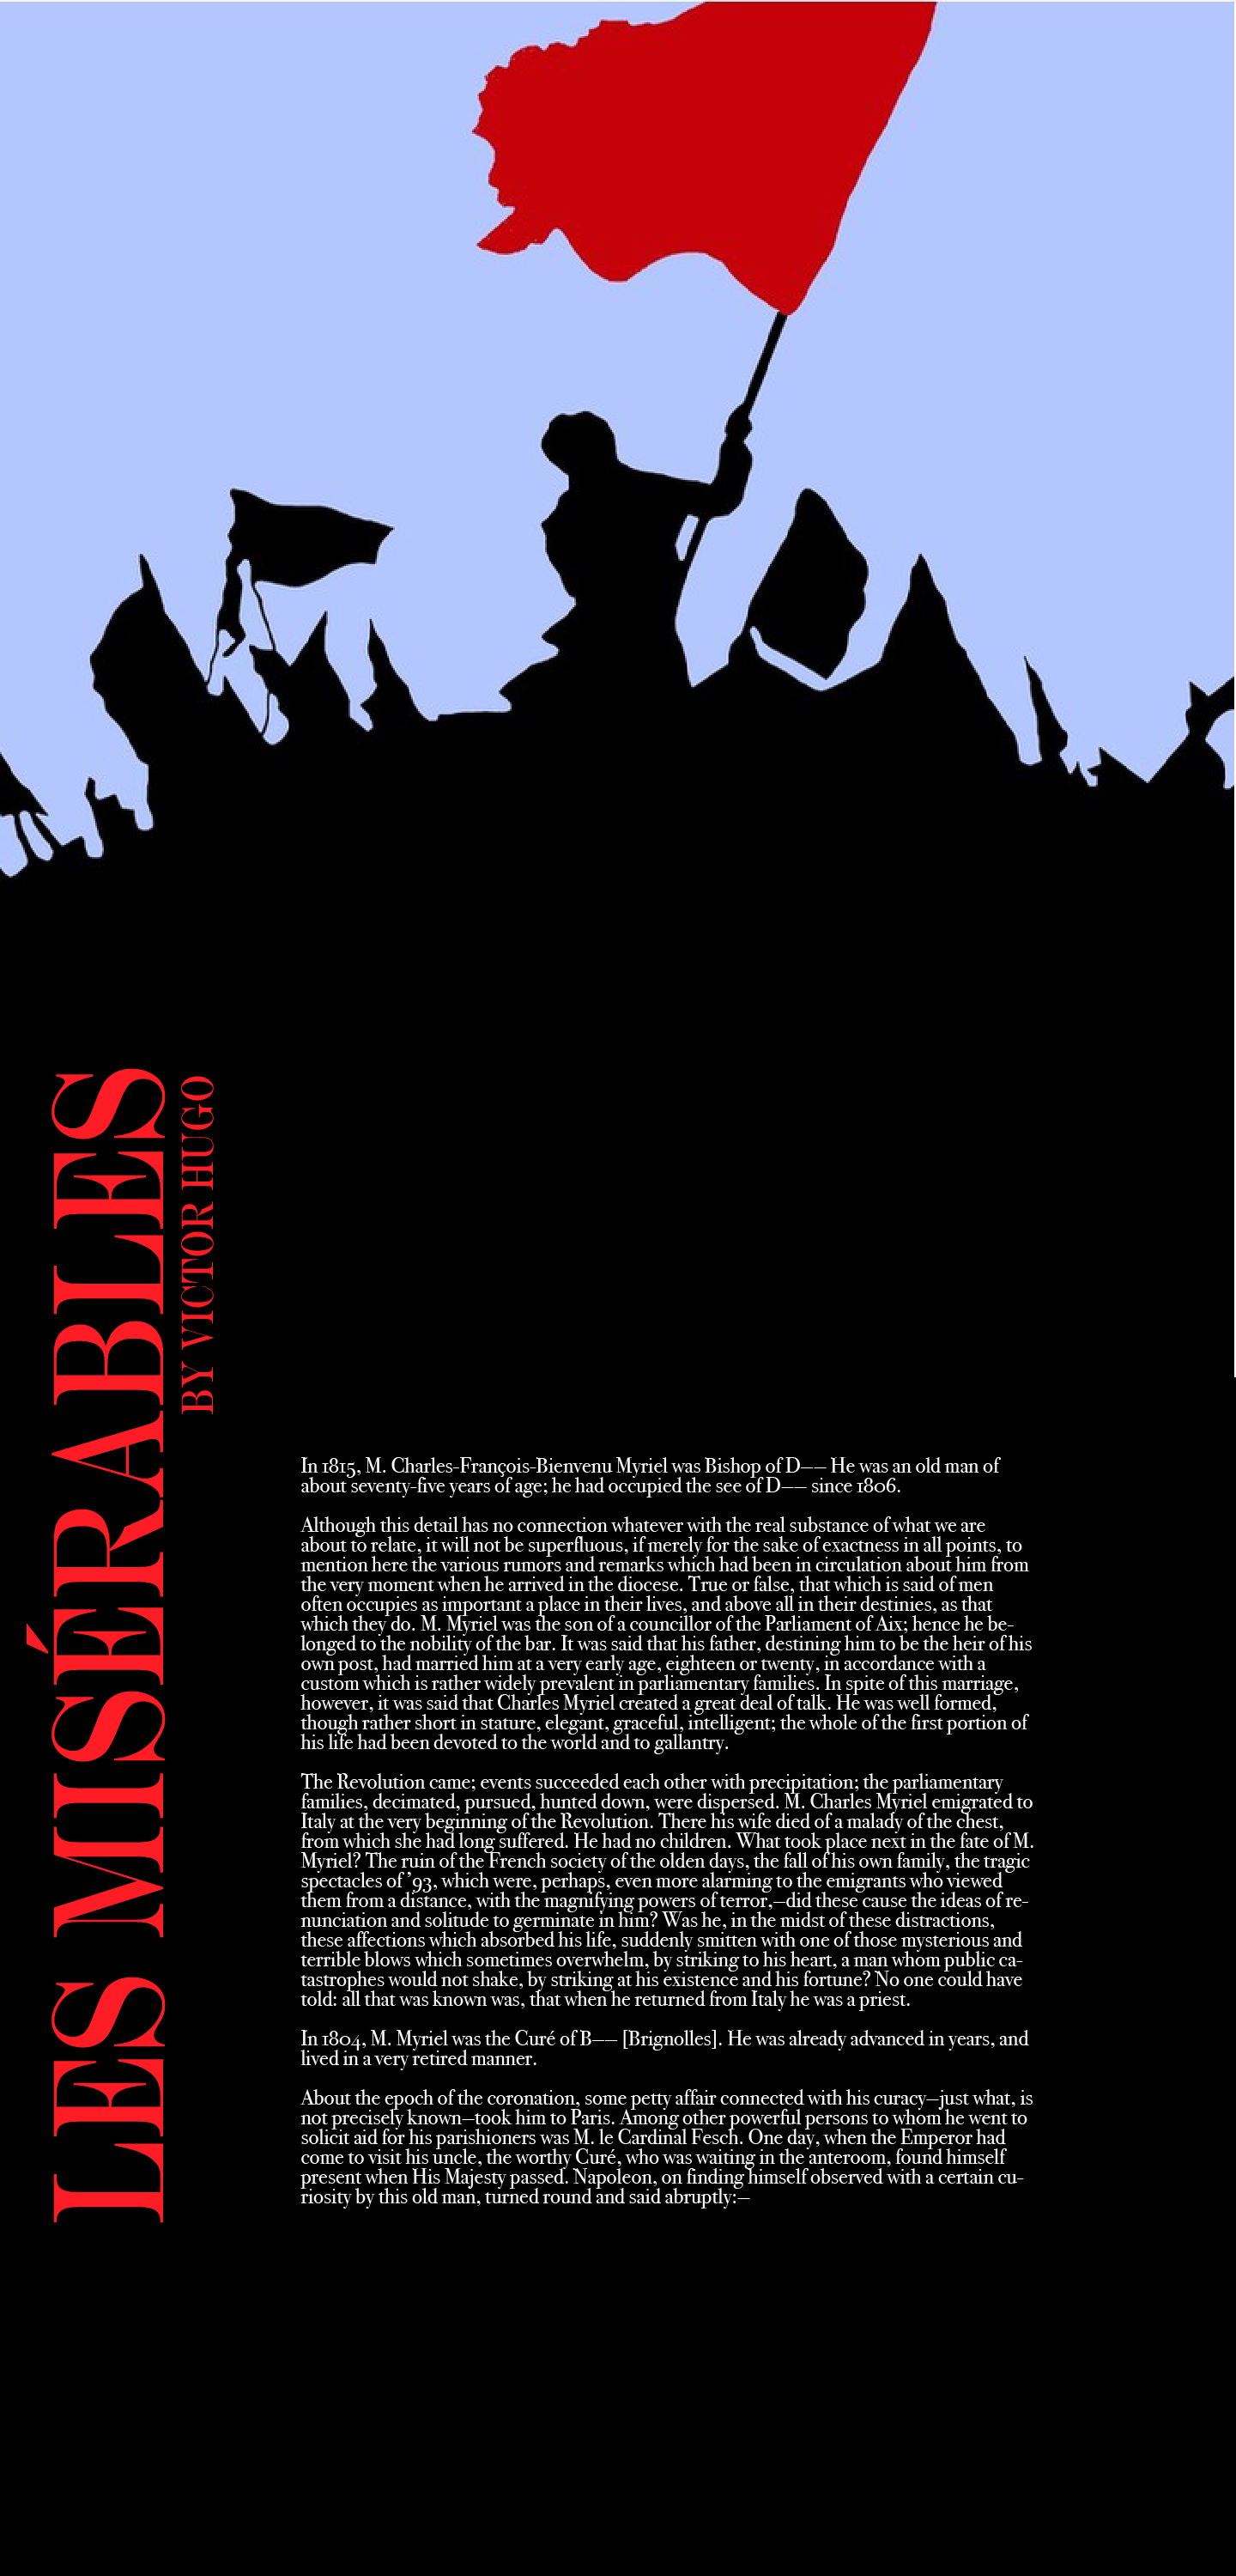 LES MISÉRABLES
BY VICTOR HUGO
In 1815, M. Charles-François-Bienvenu Myriel was Bishop of D—— He was an old man of
about seventy-five years of age; he had occupied the see of D—— since 1806.
Although this detail has no connection whatever with the real substance of what we are
about to relate, it will not be superfluous, if merely for the sake of exactness in all points, to
mention here the various rumors and remarks which had been in circulation about him from
the very moment when he arrived in the diocese. True or false, that which is said of men
often occupies as important a place in their lives, and above all in their destinies, as that
which they do. M. Myriel was the son of a councillor of the Parliament of Aix; hence he be-
longed to the nobility of the bar. It was said that his father, destining him to be the heir of his
own post, had married him at a very early age, eighteen or twenty, in accordance with a
custom which is rather widely prevalent in parliamentary families. In spite of this marriage,
however, it was said that Charles Myriel created a great deal of talk. He was well formed,
though rather short in stature, elegant, graceful, intelligent; the whole of the first portion of
his life had been devoted to the world and to gallantry.
The Revolution came; events succeeded each other with precipitation; the parliamentary
families, decimated, pursued, hunted down, were dispersed. M. Charles Myriel emigrated to
Italy at the very beginning of the Revolution. There his wife died of a malady of the chest,
from which she had long suffered. He had no children. What took place next in the fate of M.
Myriel? The ruin of the French society of the olden days, the fall of his own family, the tragic
spectacles of ’93, which were, perhaps, even more alarming to the emigrants who viewed
them from a distance, with the magnifying powers of terror,—did these cause the ideas of re-
nunciation and solitude to germinate in him? Was he, in the midst of these distractions,
these affections which absorbed his life, suddenly smitten with one of those mysterious and
terrible blows which sometimes overwhelm, by striking to his heart, a man whom public ca-
tastrophes would not shake, by striking at his existence and his fortune? No one could have
told: all that was known was, that when he returned from Italy he was a priest.
In 1804, M. Myriel was the Curé of B—— [Brignolles]. He was already advanced in years, and
lived in a very retired manner.
About the epoch of the coronation, some petty affair connected with his curacy—just what, is
not precisely known—took him to Paris. Among other powerful persons to whom he went to
solicit aid for his parishioners was M. le Cardinal Fesch. One day, when the Emperor had
come to visit his uncle, the worthy Curé, who was waiting in the anteroom, found himself
present when His Majesty passed. Napoleon, on finding himself observed with a certain cu-
riosity by this old man, turned round and said abruptly:—